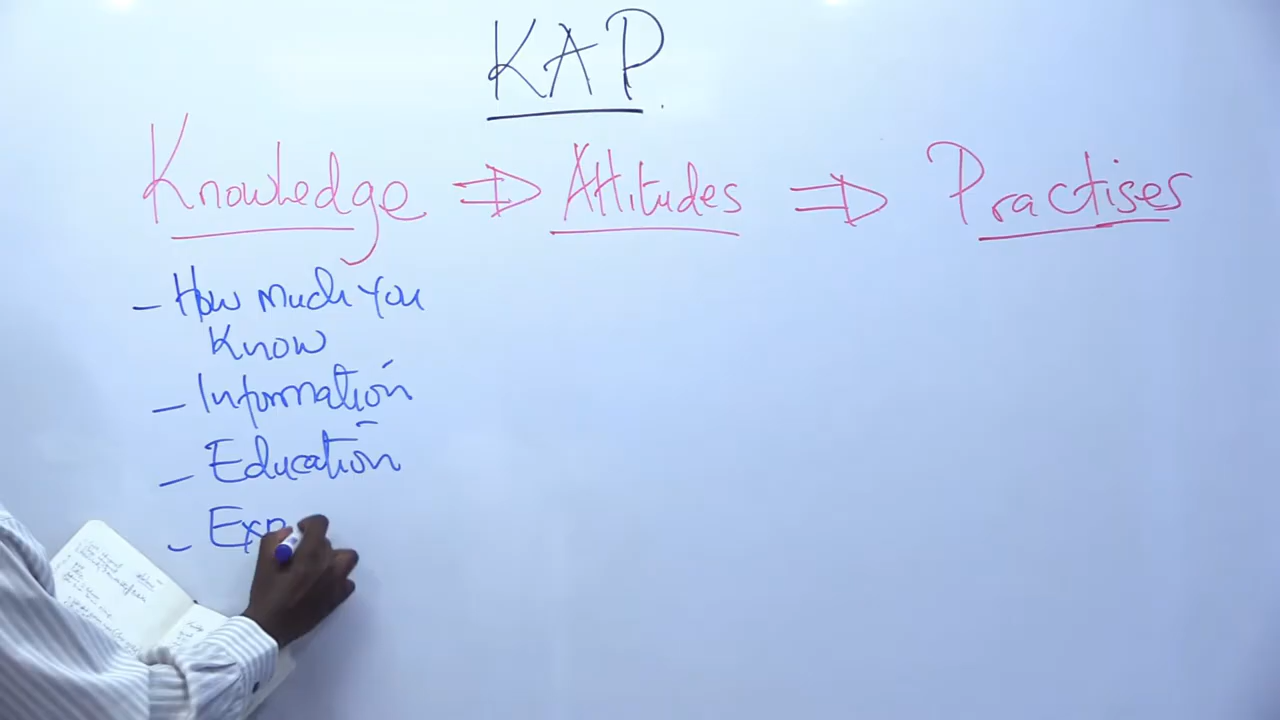 KAP.
Knowledge ⇒ Attitudes ⇒ Practises
- How much you
Know
- Information
- Education
- Exp